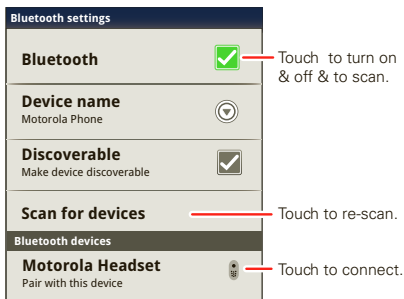 Bluetooth settings
Bluetooth
Touch to turn on
& off & to scan.
Device name
Motorola Phone
Discoverable
Make device discoverable
Scan for devices
Touch to re-scan.
Bluetooth devices
Motorola Headset
Pair with this device
Touch to connect.